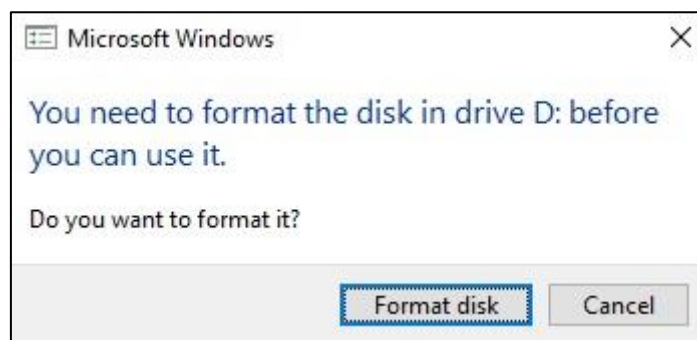 Microsoft Windows
You need to format the disk in drive D: before
you can use it.
Do you want to format it?
Format disk
Cancel